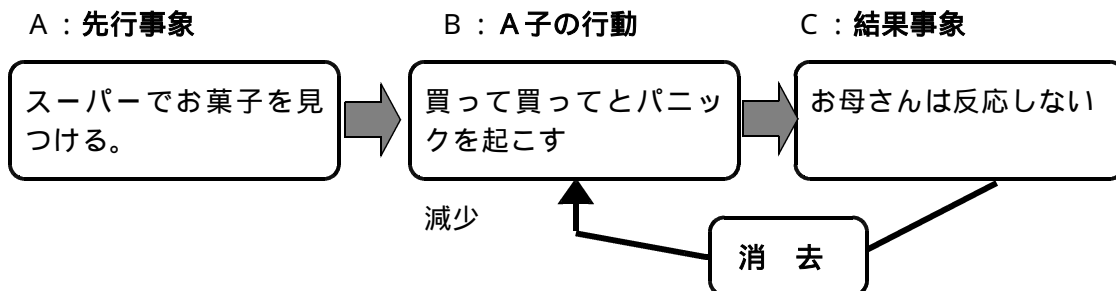 A：先行事象
B：A子の行動
C：結果事象
スーパーでお菓子を見
つける。
買って買ってとパニッ
クを起こす
お母さんは反応しない
減少
消　去